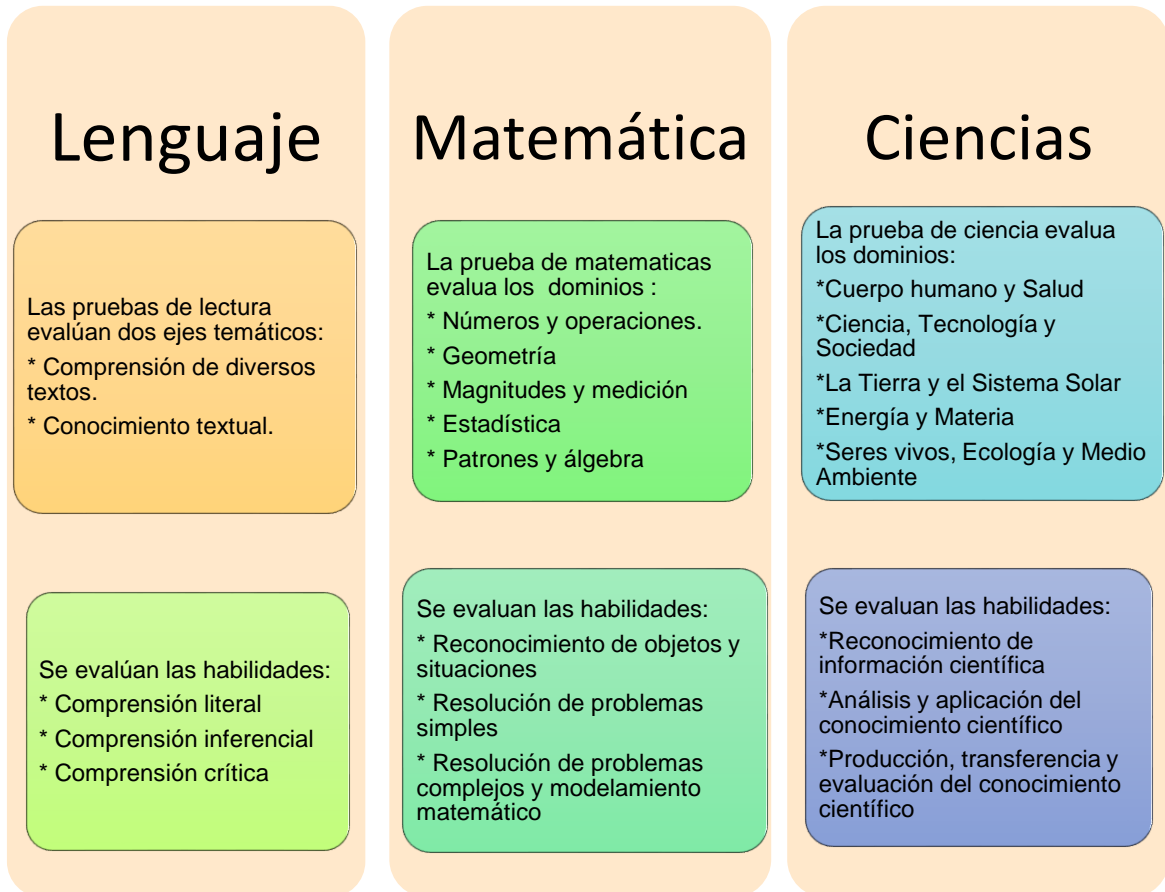 Lenguaje
Las pruebas de lectura
evalúan dos ejes temáticos:
* Comprensión de diversos
textos.
* Conocimiento textual.
Se evalúan las habilidades:
* Comprensión literal
* Comprensión inferencial
* Comprensión crítica
Matemática
La prueba de matematicas
evalua los  dominios :
* Números y operaciones.
* Geometría
* Magnitudes y medición
* Estadística
* Patrones y álgebra
Se evaluan las habilidades:
* Reconocimiento de objetos y
situaciones
* Resolución de problemas
simples
* Resolución de problemas
complejos y modelamiento
matemático
Ciencias
La prueba de ciencia evalua
los dominios:
*Cuerpo humano y Salud
*Ciencia, Tecnología y
Sociedad
*La Tierra y el Sistema Solar
*Energía y Materia
*Seres vivos, Ecología y Medio
Ambiente
Se evaluan las habilidades:
*Reconocimiento de
información científica
*Análisis y aplicación del
conocimiento científico
*Producción, transferencia y
evaluación del conocimiento
científico